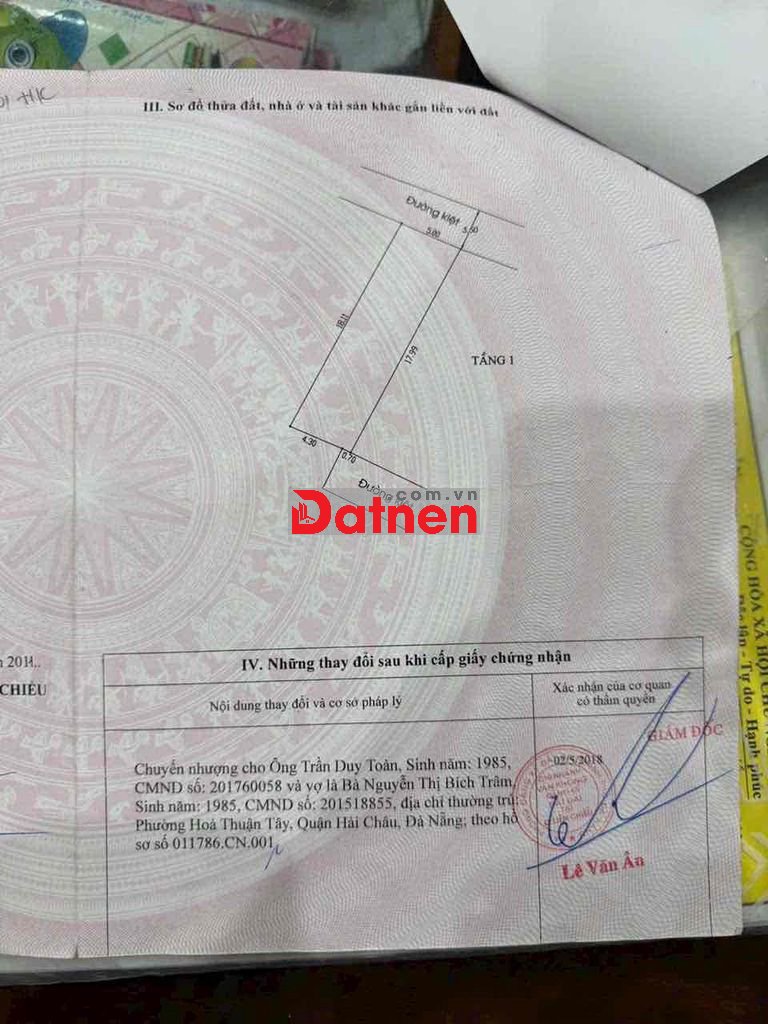 III. Sơ đồ thửa đất, nhà ở và tài sản khác gắn liền với đất
Đường kiệt
5.50
5.00
18.11
17.99
TẦNG 1
4.30
0.70
Đường kiệt
.com.vn
Datnen
201
CHIỂU
IV. Những thay đổi sau khi cấp giấy chứng nhận
Nội dung thay đổi và cơ sở pháp lý
Xác nhận của cơ quan
có thẩm quyền
Chuyển nhượng cho Ông Trần Duy Toàn, Sinh năm: 1985,
CMND số: 201760058 và vợ là Bà Nguyễn Thị Bích Trâm,
Sinh năm: 1985, CMND số: 201518855, địa chỉ thường trú:
Phường Hoà Thuận Tây, Quận Hải Châu, Đà Nẵng; theo hồ
sơ số 011786.CN.001
02/5/2018
GIÁM ĐỐC
Lê Văn Ân
CỘNG HÒA XÃ HỘI CHỦ
Độc lập - Tự do - Hạnh phúc